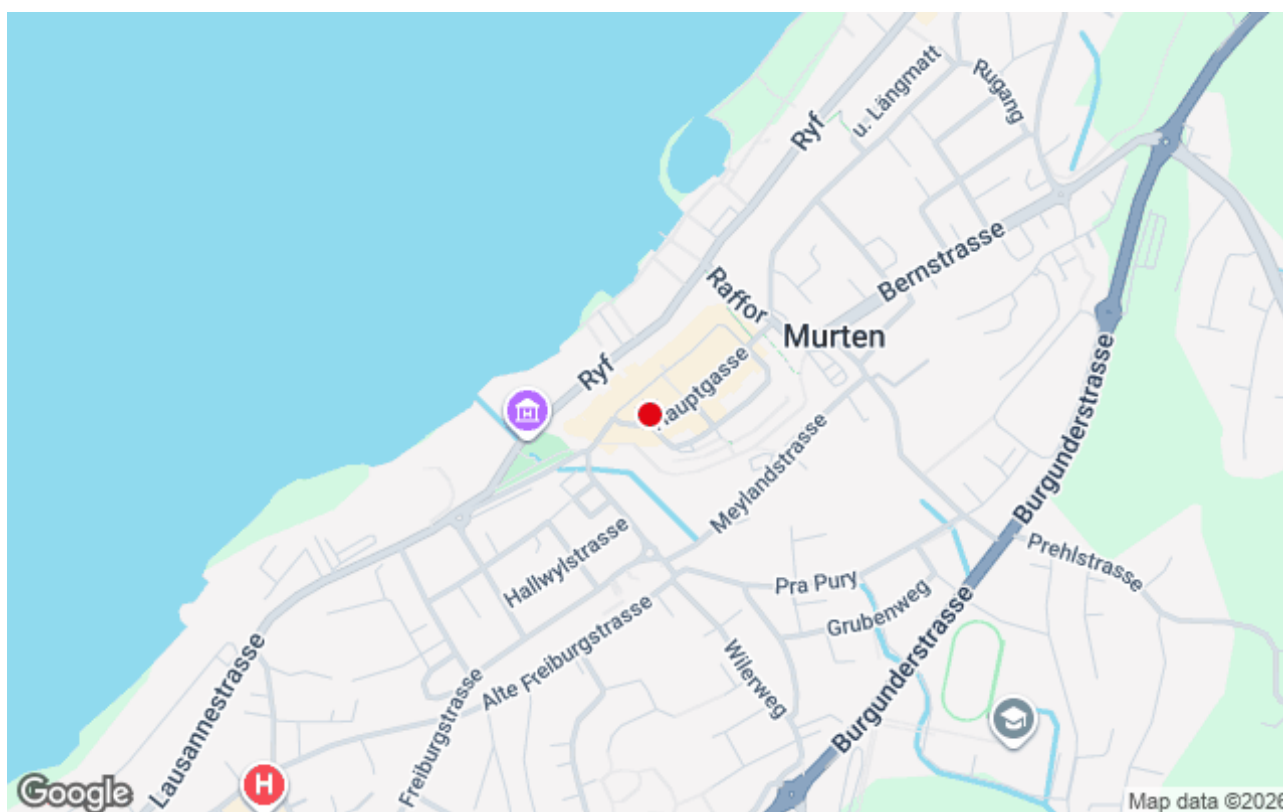 Rugang
u. Längmatt
Ryf
Bernstrasse
Raffor
Murten
Hauptgasse
Ryf
Burgunderstrasse
Meylandstrasse
Prehlstrasse
Hallwylstrasse
Pra Pury
Grubenweg
Alte Freiburgstrasse
Wilerweg
Burgunderstrasse
Lausannestrasse
Freiburgstrasse
H
H
Google
Map data ©2026